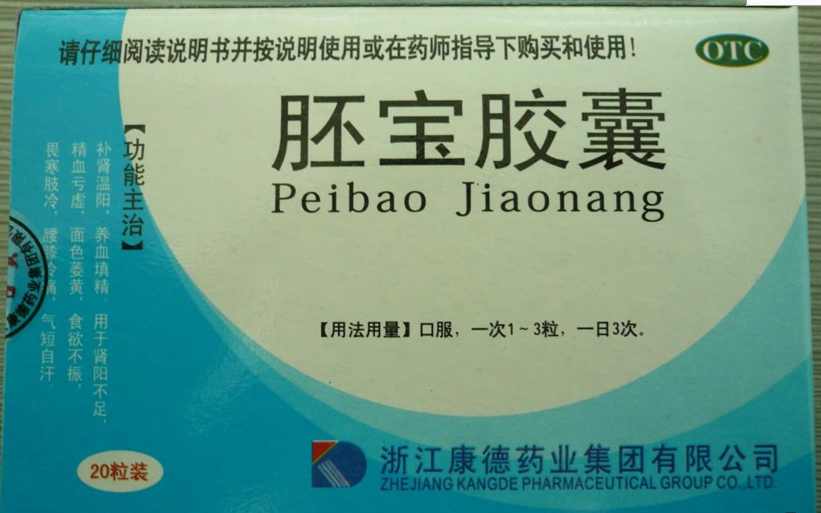 请仔细阅读说明书并按说明使用或在药师指导下购买和使用!
OTC
胚宝胶囊
Peibao Jiaonang
【功能主治】
补肾温阳，养血填精。用于肾阳不足、
精血亏虚，面色萎黄，食欲不振，
畏寒肢冷，腰膝冷痛，气短自汗。
【用法用量】口服，一次1~3粒，一日3次。
20粒装
浙江康德药业集团有限公司
ZHEJIANG KANGDE PHARMACEUTICAL GROUP CO.,LTD.